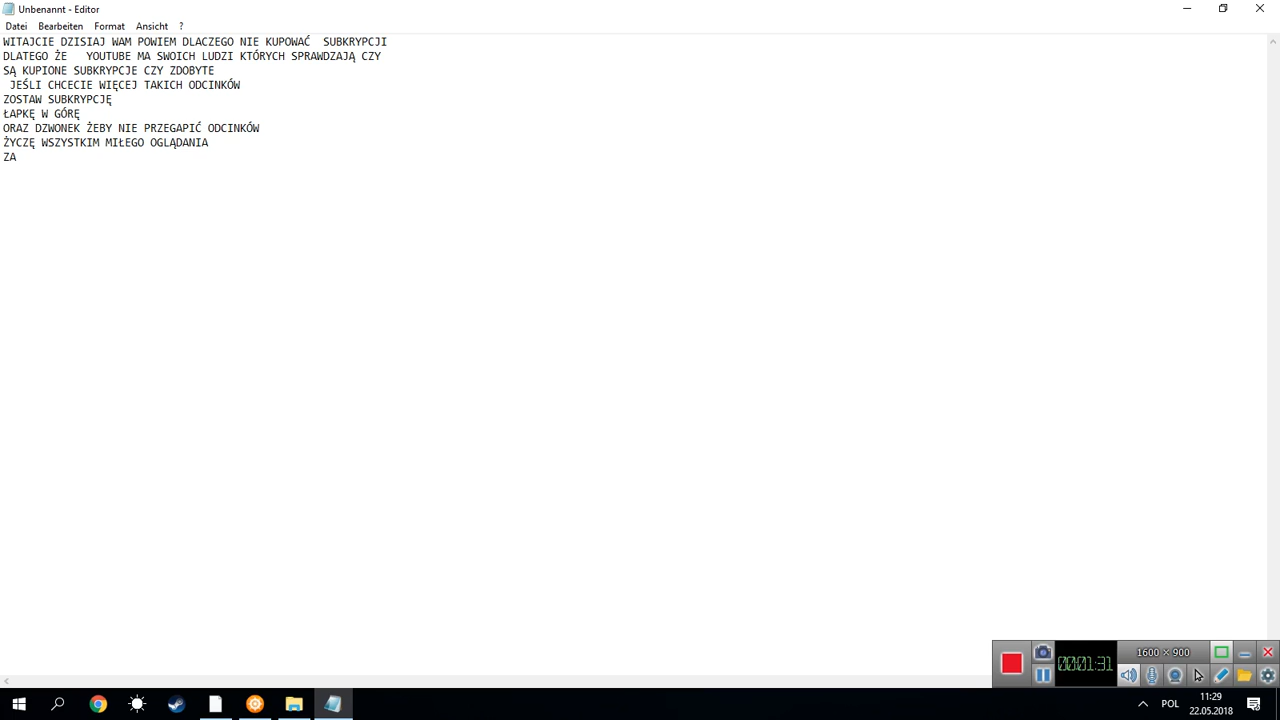 Unbenannt - Editor
Datei Bearbeiten Format Ansicht ?
WITAJCIE DZISIAJ WAM POWIEM DLACZEGO NIE KUPOWAĆ  SUBKRYPCJI
DLATEGO ŻE   YOUTUBE MA SWOICH LUDZI KTÓRYCH SPRAWDZAJĄ CZY
SĄ KUPIONE SUBKRYPCJE CZY ZDOBYTE
JEŚLI CHCECIE WIĘCEJ TAKICH ODCINKÓW
ZOSTAW SUBKRYPCJĘ
ŁAPKĘ W GÓRĘ
ORAZ DZWONEK ŻEBY NIE PRZEGAPIĆ ODCINKÓW
ŻYCZĘ WSZYSTKIM MIŁEGO OGLĄDANIA
ZA
1600 × 900
0001:31
POL
11:29
22.05.2018